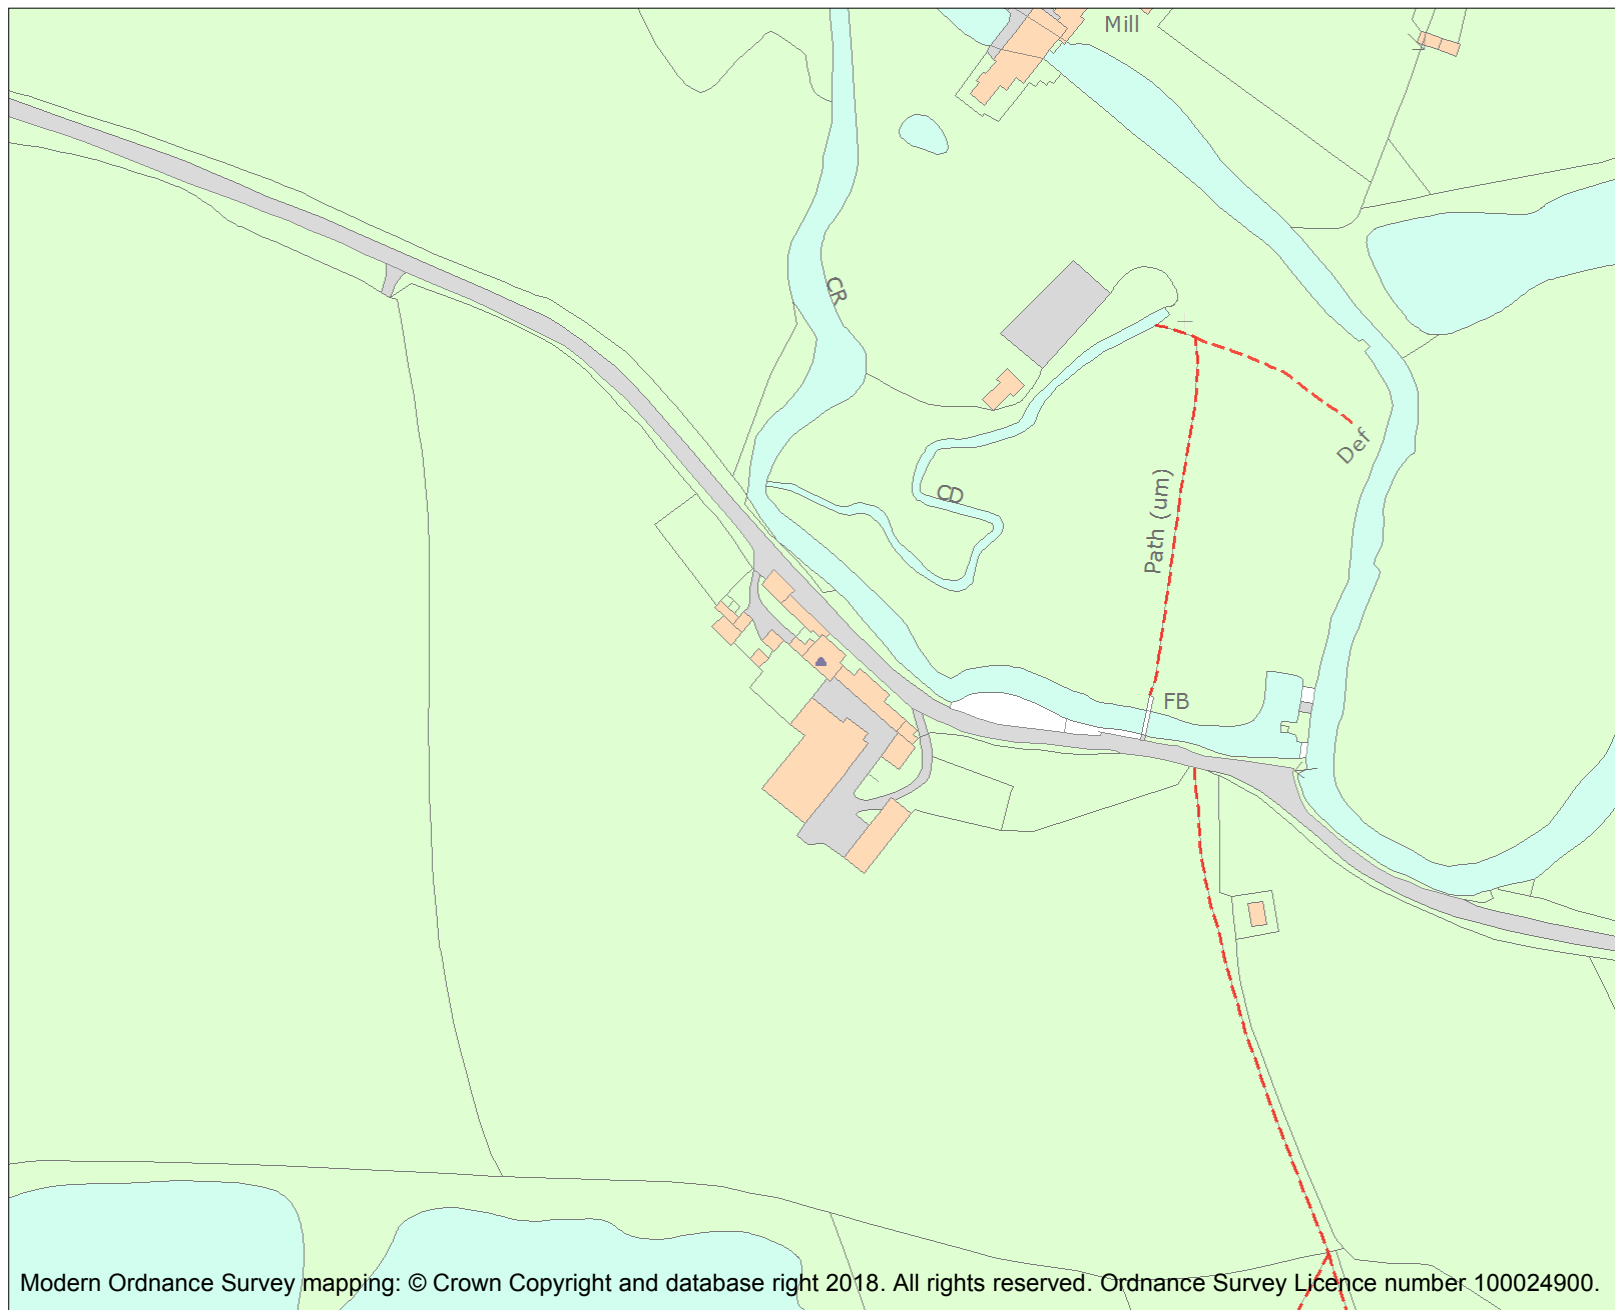 Mill
CR
Def
CD
Path (um)
FB
Modern Ordnance Survey mapping: © Crown Copyright and database right 2018. All rights reserved. Ordnance Survey Licence number 100024900.